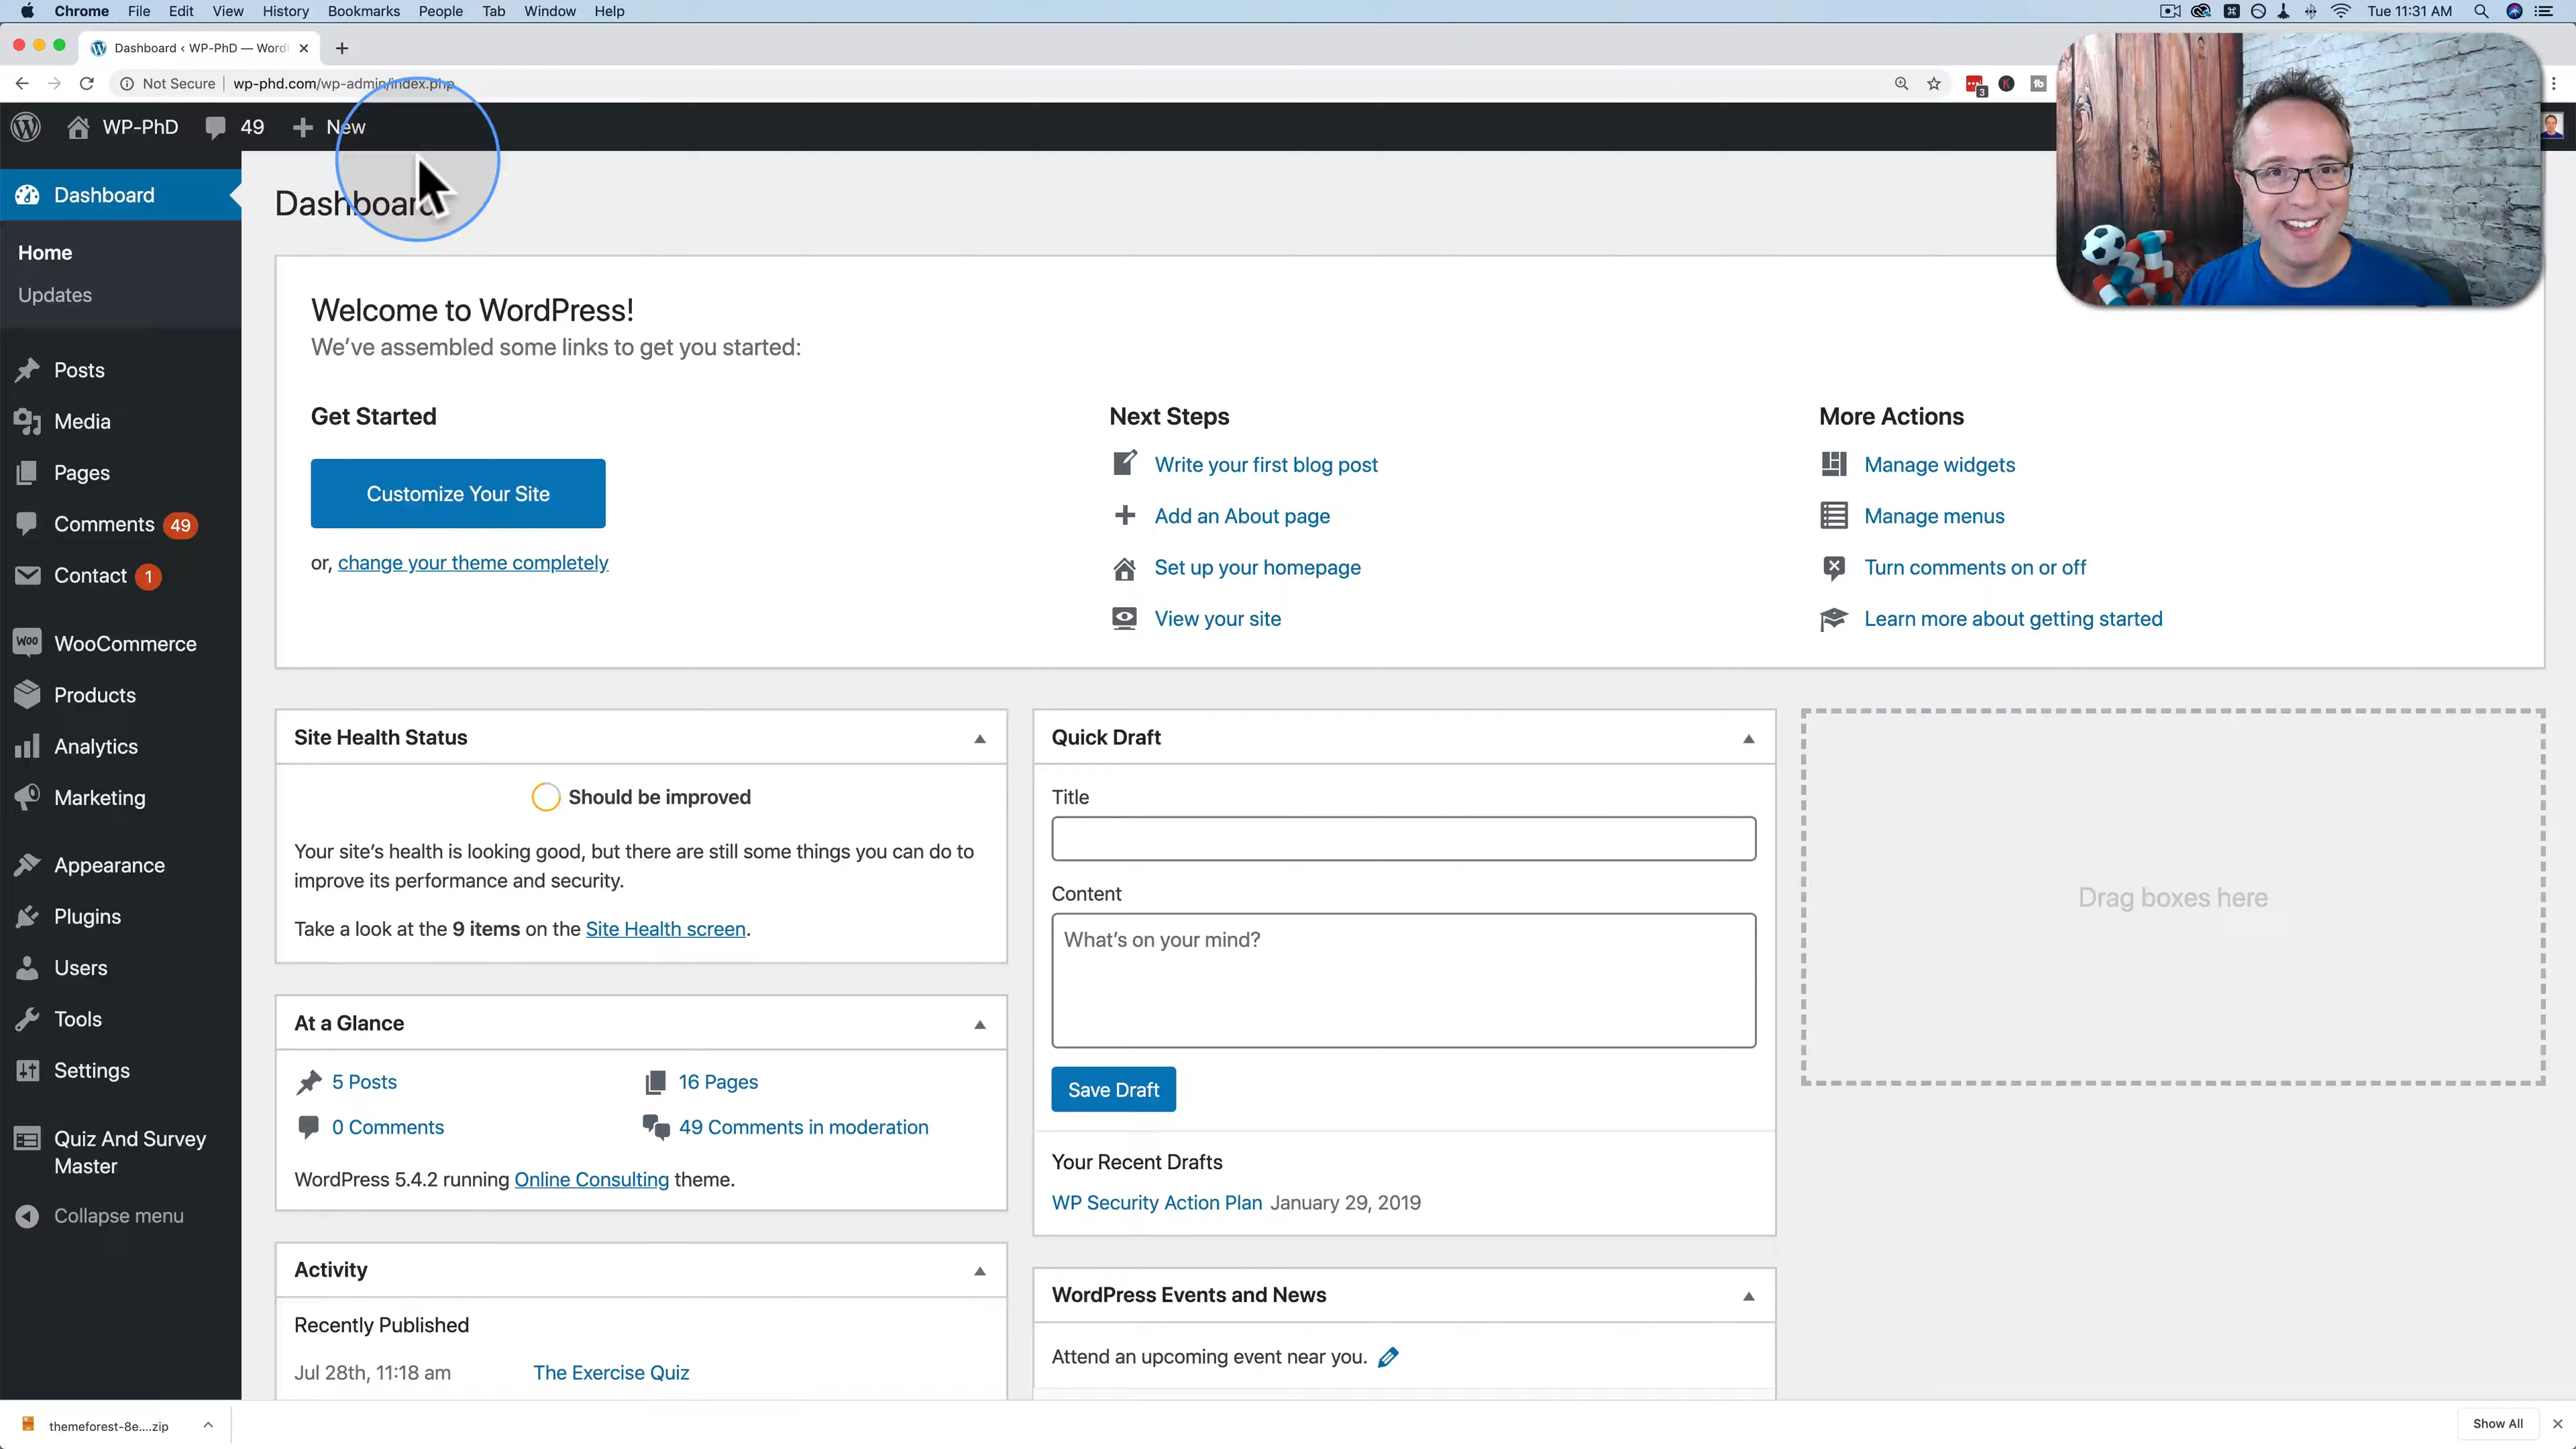 Chrome File Edit View History Bookmarks People Tab Window Help
Tue 11:31 AM
Dashboard ‹ WP-PhD — Word
Not Secure | wp-phd.com/wp-admin/index.php
3
WP-PhD 49 New
Dashboard
Home
Updates
Posts
Media
Pages
Comments 49
Contact 1
WooCommerce
Products
Analytics
Marketing
Appearance
Plugins
Users
Tools
Settings
Quiz And Survey
Master
Collapse menu
Dashboard
Welcome to WordPress!
We've assembled some links to get you started:
Get Started
Customize Your Site
or, change your theme completely
Next Steps
Write your first blog post
Add an About page
Set up your homepage
View your site
More Actions
Manage widgets
Manage menus
Turn comments on or off
Learn more about getting started
Site Health Status
Should be improved
Your site's health is looking good, but there are still some things you can do to
improve its performance and security.
Take a look at the 9 items on the Site Health screen.
At a Glance
5 Posts 16 Pages
0 Comments 49 Comments in moderation
WordPress 5.4.2 running Online Consulting theme.
Activity
Recently Published
Jul 28th, 11:18 am The Exercise Quiz
Quick Draft
Title
Content
What's on your mind?
Save Draft
Your Recent Drafts
WP Security Action Plan January 29, 2019
WordPress Events and News
Attend an upcoming event near you.
Drag boxes here
themeforest-8e....zip
Show All